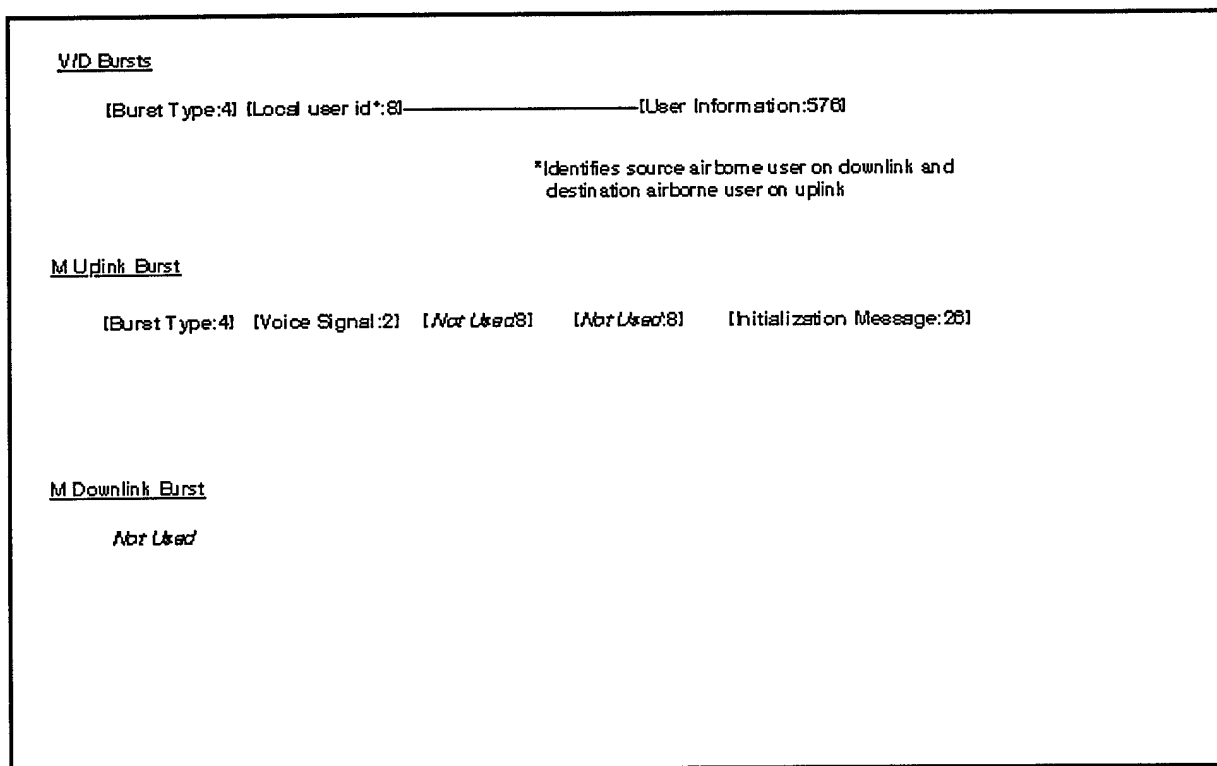 V/D Bursts
[Burst Type:4] [Local user id*:8]————[User Information:576]
*Identifies source airborne user on downlink and
destination airborne user on uplink
M Uplink Burst
[Burst Type:4] [Voice Signal:2] [Not Used:8] [Not Used:8] [Initialization Message:26]
M Downlink Burst
Not Used